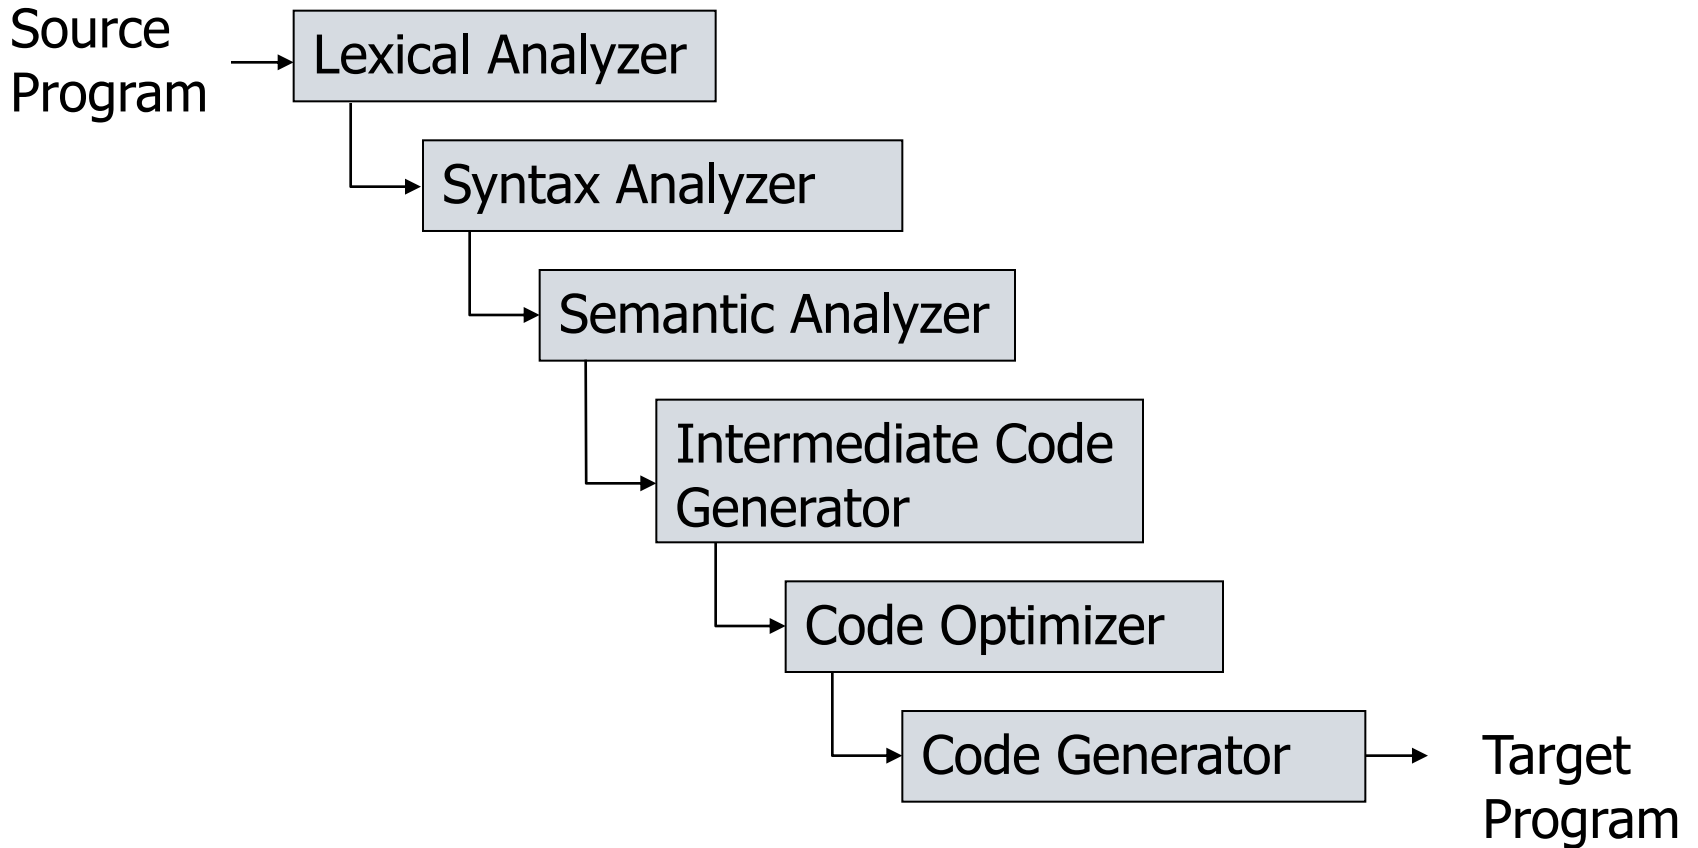 Source
Program
Lexical Analyzer
Syntax Analyzer
Semantic Analyzer
Intermediate Code
Generator
Code Optimizer
Code Generator
Target
Program